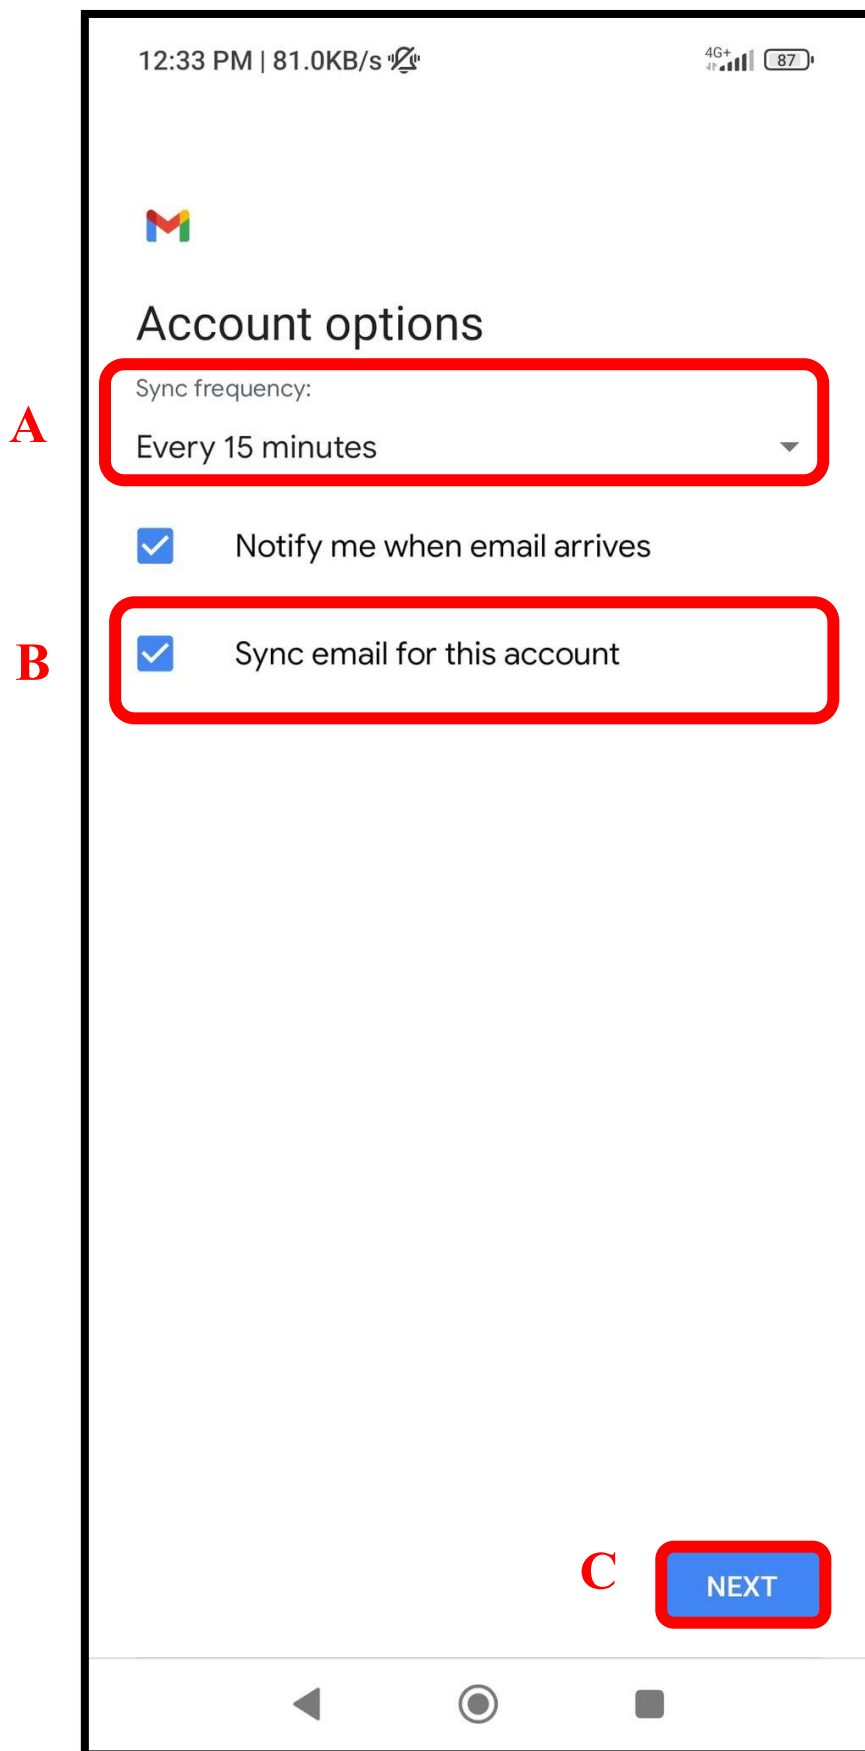 12:33 PM | 81.0KB/s 4G+ 87
Account options
Sync frequency:
A
Every 15 minutes
Notify me when email arrives
B
Sync email for this account
C
NEXT